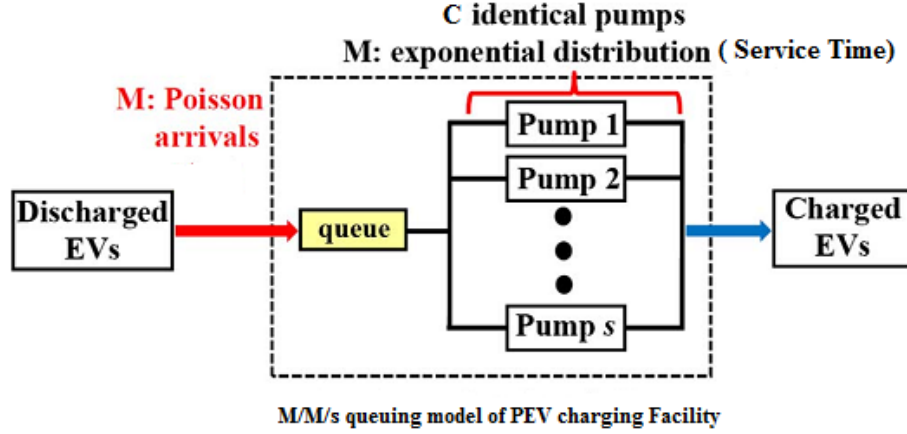 C identical pumps
M: exponential distribution ( Service Time)
M: Poisson
arrivals
Pump 1
Pump 2
Discharged
EVs
queue
Charged
EVs
Pump s
M/M/s queuing model of PEV charging Facility